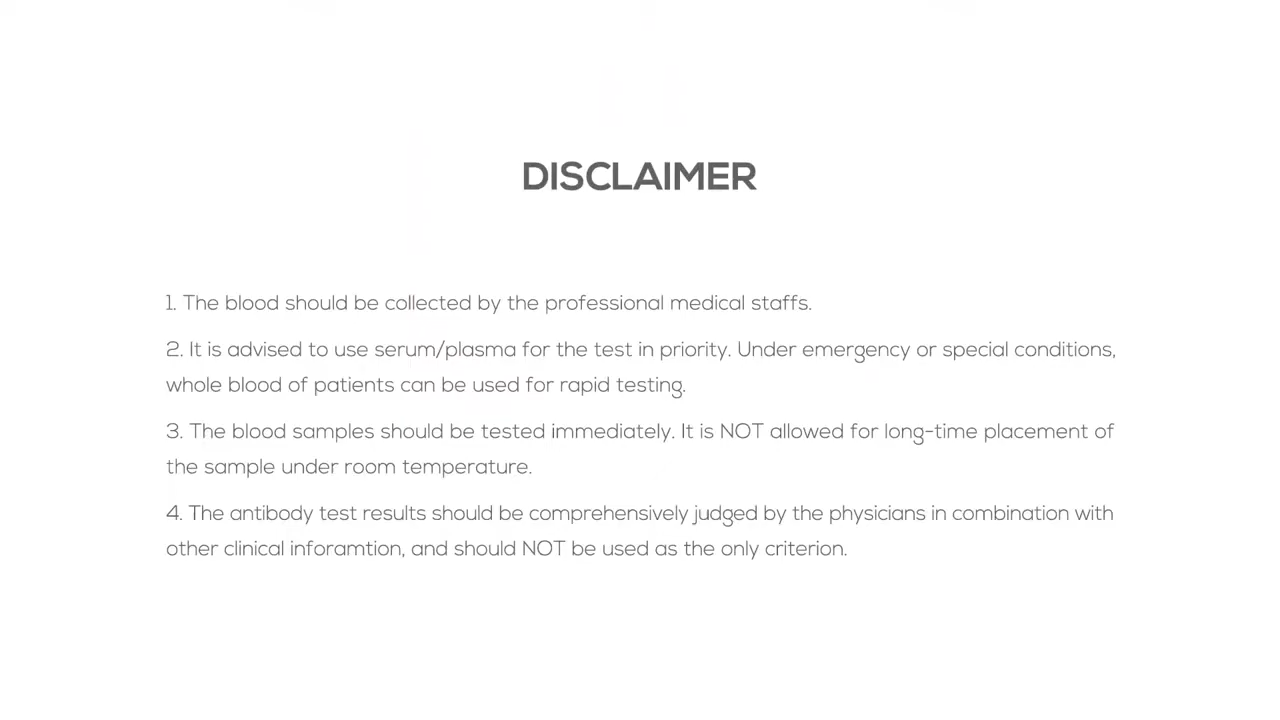 DISCLAIMER
1. The blood should be collected by the professional medical staffs.
2. It is advised to use serum/plasma for the test in priority. Under emergency or special conditions,
whole blood of patients can be used for rapid testing.
3. The blood samples should be tested immediately. It is NOT allowed for long-time placement of
the sample under room temperature.
4. The antibody test results should be comprehensively judged by the physicians in combination with
other clinical inforamtion, and should NOT be used as the only criterion.